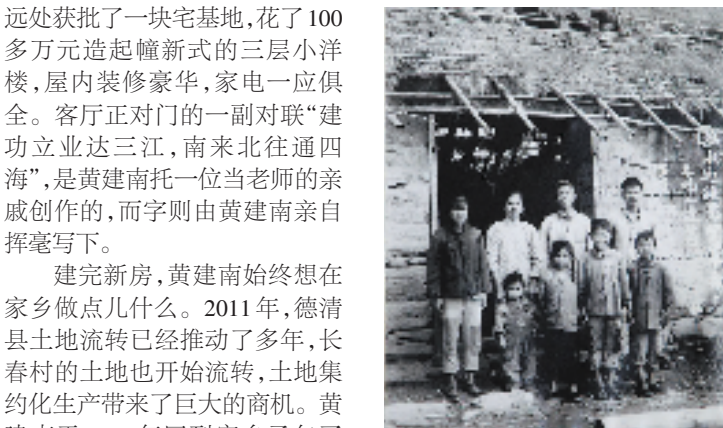 远处获批了一块宅基地,花了100
多万元造起幢新式的三层小洋
楼,屋内装修豪华,家电一应俱
全。客厅正对门的一副对联“建
功立业达三江,南来北往通四
海”,是黄建南托一位当老师的亲
戚创作的,而字则由黄建南亲自
挥毫写下。
建完新房,黄建南始终想在
家乡做点儿什么。2011年,德清
县土地流转已经推动了多年,长
春村的土地也开始流转,土地集
约化生产带来了巨大的商机。黄